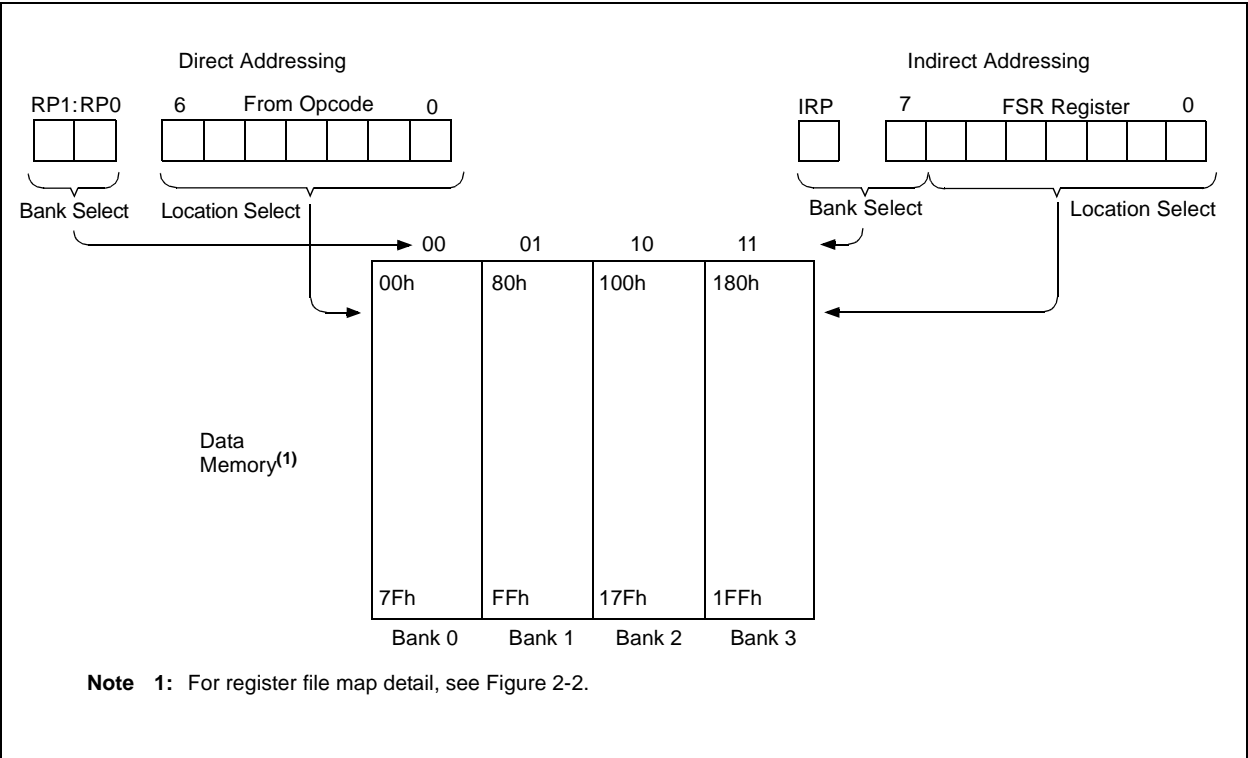 Direct Addressing
Indirect Addressing
RP1:RP0 6 From Opcode 0
IRP 7 FSR Register 0
Bank Select Location Select
Bank Select Location Select
00 01 10 11
00h 80h 100h 180h
Data
Memory(1)
7Fh FFh 17Fh 1FFh
Bank 0 Bank 1 Bank 2 Bank 3
Note 1: For register file map detail, see Figure 2-2.